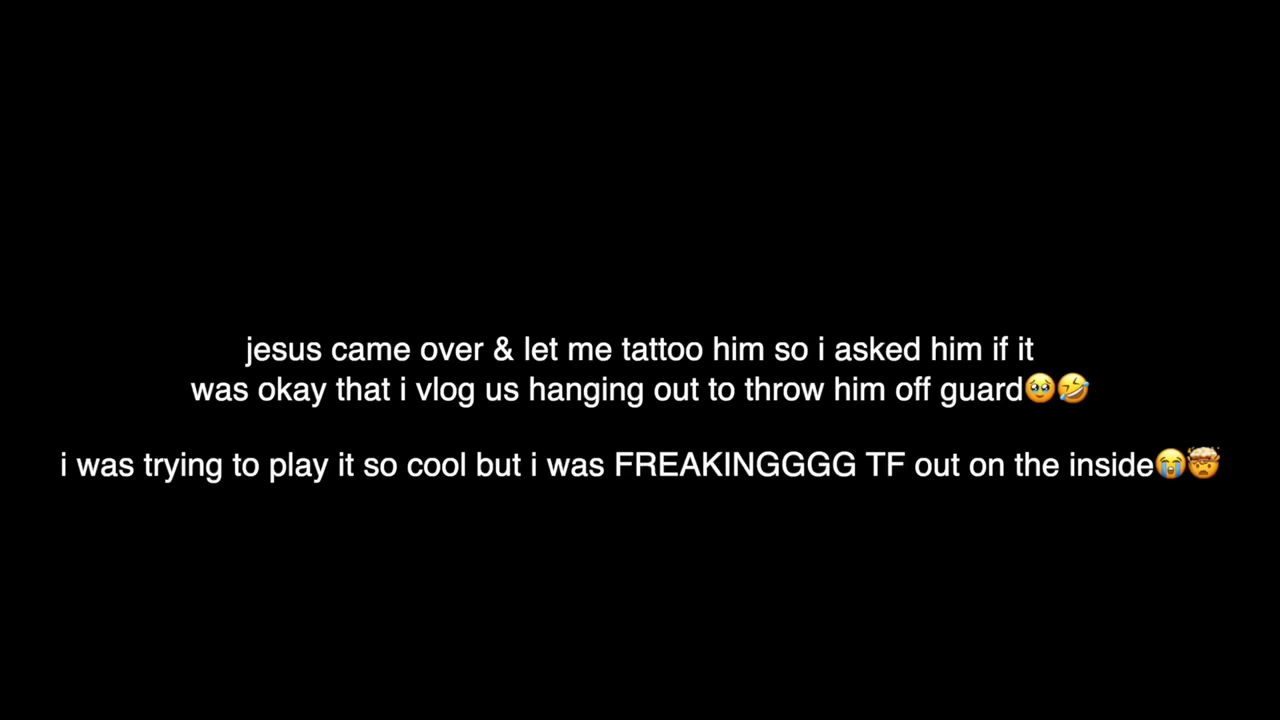 jesus came over & let me tattoo him so i asked him if it
was okay that i vlog us hanging out to throw him off guard🥹🤣
i was trying to play it so cool but i was FREAKINGGGG TF out on the inside😭🤯